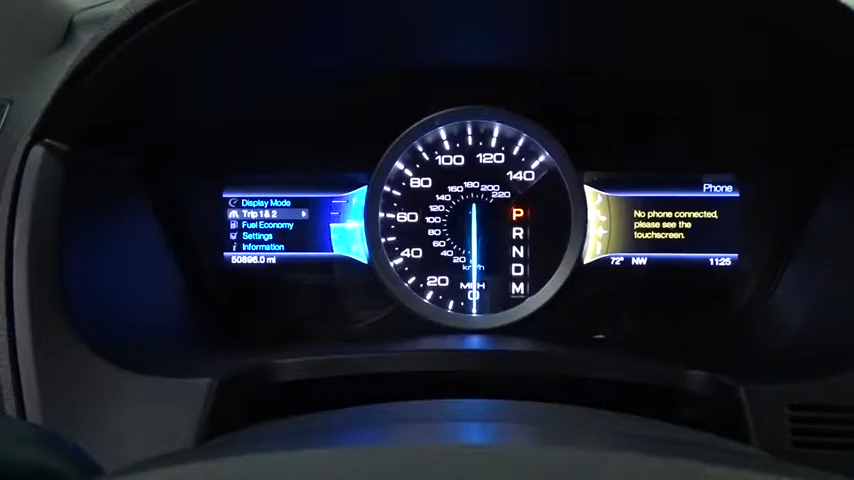 Display Mode
Trip 1 & 2
Fuel Economy
Settings
Information
50896.0 mi
0
20
40
60
80
100
120
140
20
40
60
80
100
120
140
160
180
200
220
km/h
MPH
P
R
N
D
M
Phone
No phone connected,
please see the
touchscreen.
72° NW 11:25